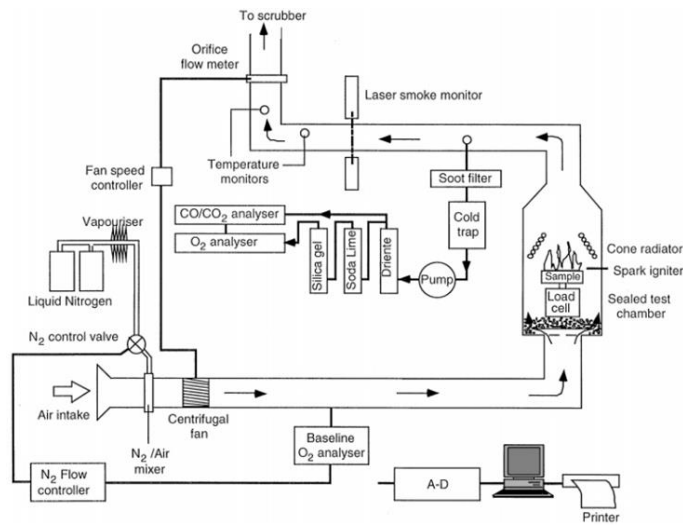 To scrubber
Orifice
flow meter
Laser smoke monitor
Temperature
monitors
Fan speed
controller
Soot filter
Vapouriser
CO/CO2 analyser
O2 analyser
Silica gel
Soda Lime
Driente
Pump
Cold
trap
Cone radiator
Spark igniter
Sample
Load
cell
Sealed test
chamber
Liquid Nitrogen
N2 control valve
Air intake
Centrifugal
fan
N2 /Air
mixer
Baseline
O2 analyser
N2 Flow
controller
A-D
Printer